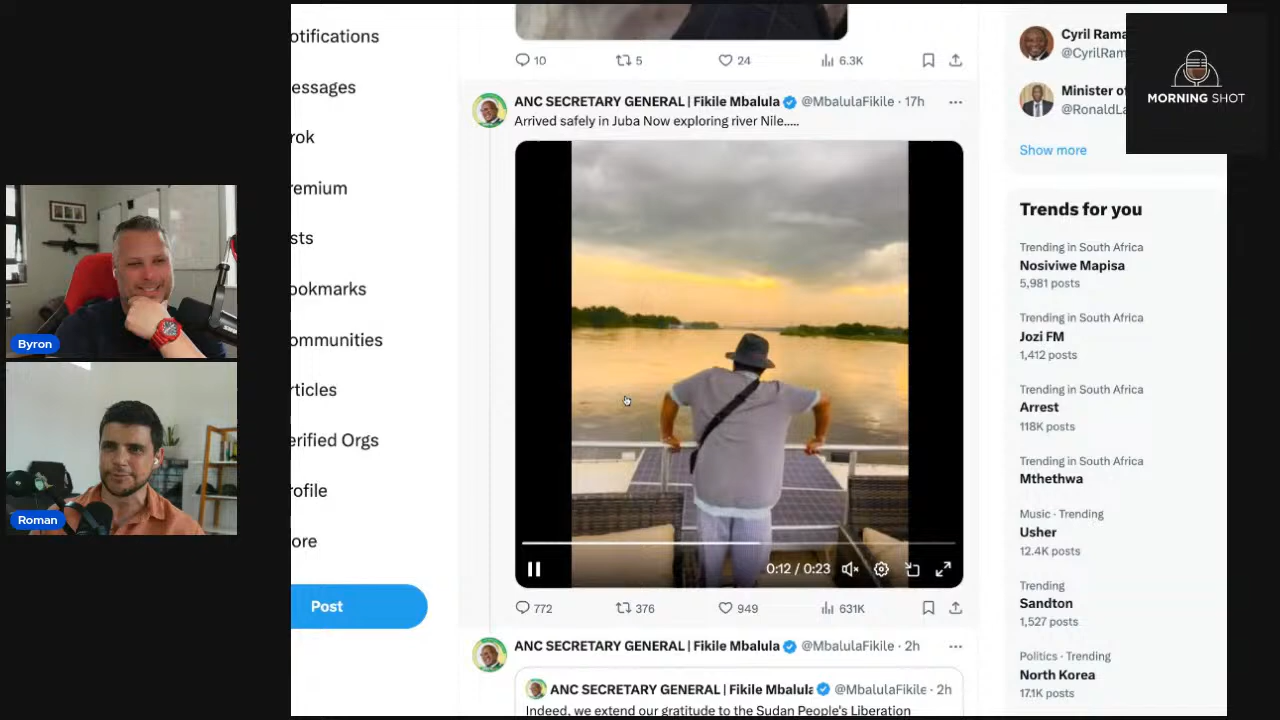 otifications
essages
rok
remium
sts
ookmarks
ommunities
rticles
erified Orgs
rofile
ore
Post
Byron
Roman
10 5 24 6.3K
ANC SECRETARY GENERAL | Fikile Mbalula @MbalulaFikile · 17h
Arrived safely in Juba Now exploring river Nile.....
0:12 / 0:23
772 376 949 631K
ANC SECRETARY GENERAL | Fikile Mbalula @MbalulaFikile · 2h
ANC SECRETARY GENERAL | Fikile Mbalula @MbalulaFikile · 2h
Indeed, we extend our gratitude to the Sudan People's Liberation
Cyril Rama
@CyrilRam
Minister of
@RonaldLa
Show more
MORNING SHOT
Trends for you
Trending in South Africa
Nosiviwe Mapisa
5,981 posts
Trending in South Africa
Jozi FM
1,412 posts
Trending in South Africa
Arrest
118K posts
Trending in South Africa
Mthethwa
Music · Trending
Usher
12.4K posts
Trending
Sandton
1,527 posts
Politics · Trending
North Korea
17.1K posts